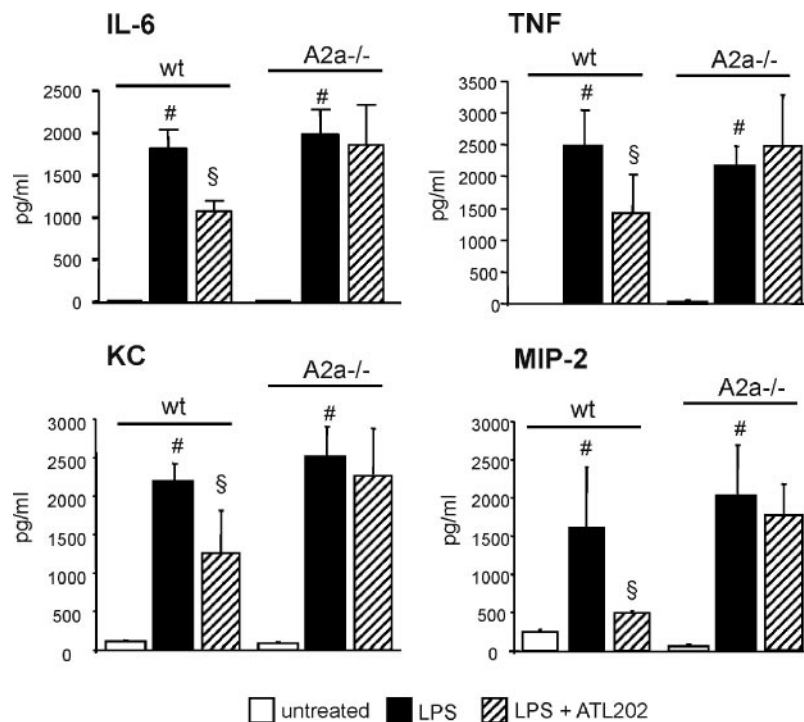 IL-6
wt
A2a-/-
pg/ml
2500
2000
1500
1000
500
0
#
§
#
TNF
wt
A2a-/-
pg/ml
3500
3000
2500
2000
1500
1000
500
0
#
§
#
KC
wt
A2a-/-
pg/ml
3000
2500
2000
1500
1000
500
0
#
§
#
MIP-2
wt
A2a-/-
pg/ml
3000
2500
2000
1500
1000
500
0
#
§
#
untreated LPS LPS + ATL202